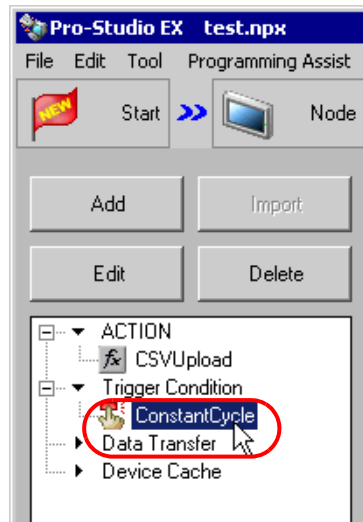 Pro-Studio EX test.npx
File Edit Tool Programming Assist
NEW Start Node
Add Import
Edit Delete
ACTION
fx CSVUpload
Trigger Condition
ConstantCycle
Data Transfer
Device Cache